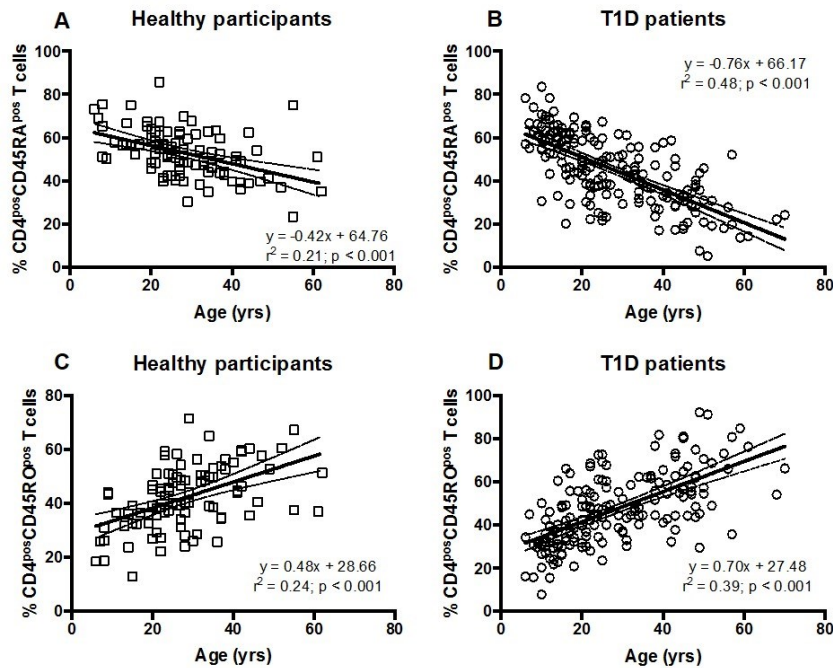 A Healthy participants
% CD4posCD45RApos T cells
100
80
60
40
20
0
y = -0.42x + 64.76
r2 = 0.21; p < 0.001
0 20 40 60 80
Age (yrs)
B T1D patients
% CD4posCD45RApos T cells
100
80
60
40
20
0
y = -0.76x + 66.17
r2 = 0.48; p < 0.001
0 20 40 60 80
Age (yrs)
C Healthy participants
% CD4posCD45ROpos T cells
80
60
40
20
0
y = 0.48x + 28.66
r2 = 0.24; p < 0.001
0 20 40 60 80
Age (yrs)
D T1D patients
% CD4posCD45ROpos T cells
100
80
60
40
20
0
y = 0.70x + 27.48
r2 = 0.39; p < 0.001
0 20 40 60 80
Age (yrs)